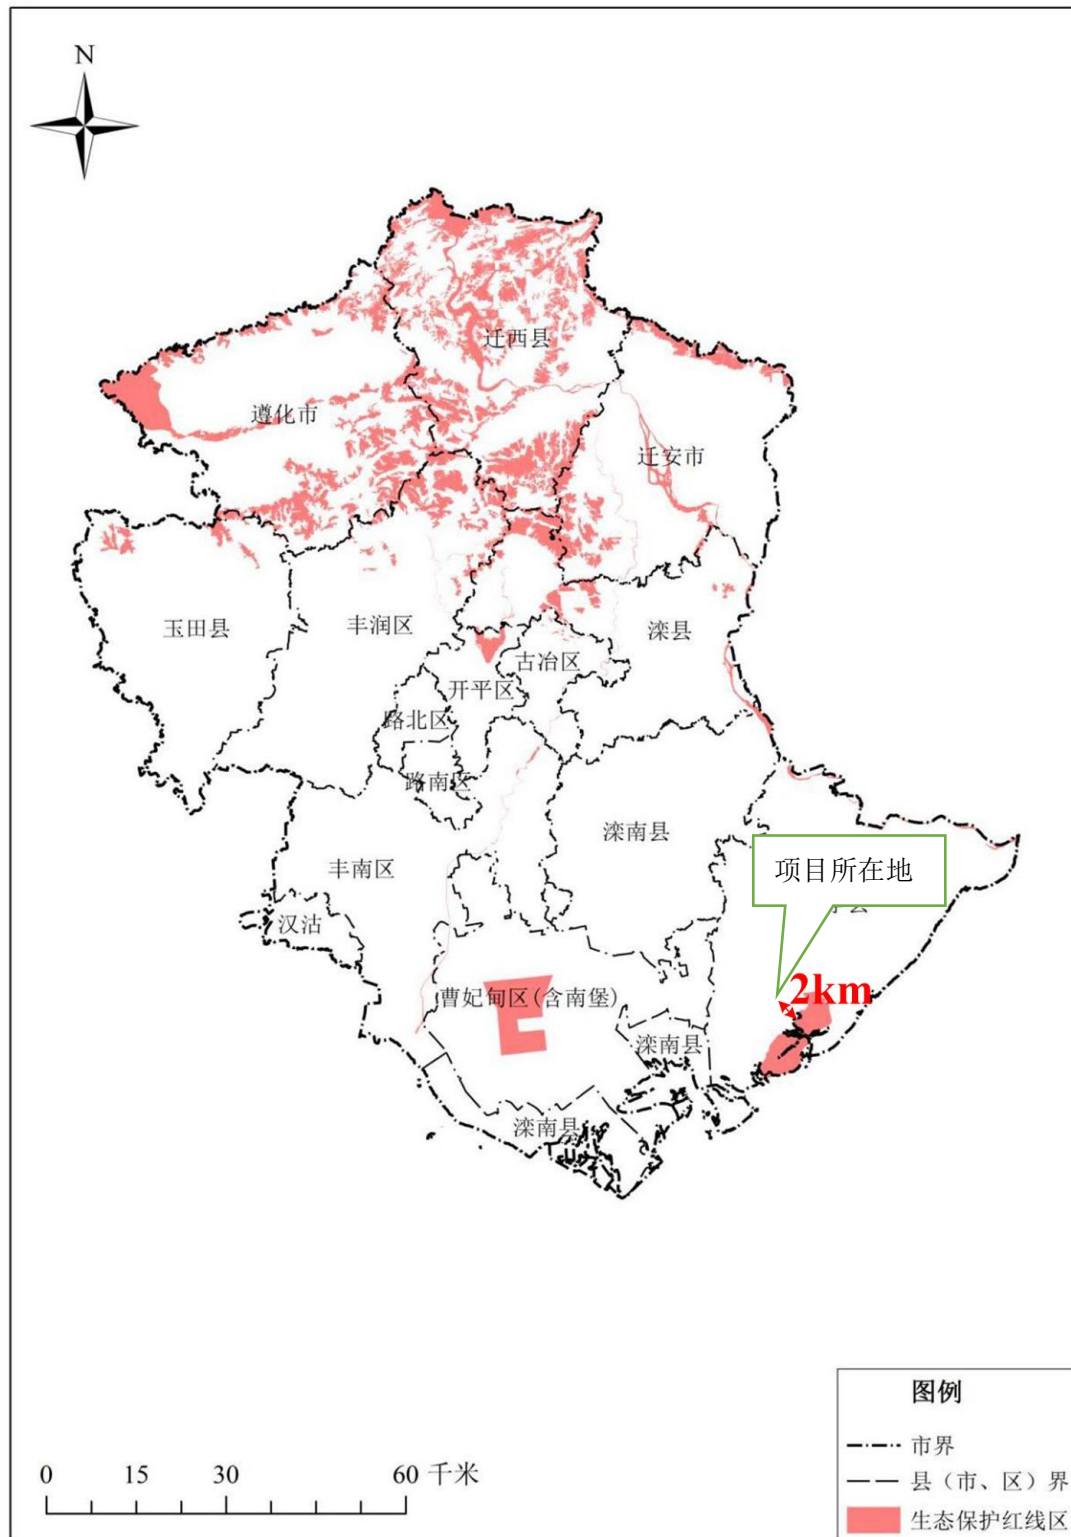 N
迁西县
遵化市
迁安市
玉田县
丰润区
滦县
古冶区
开平区
路北区
路南区
滦南县
丰南区
项目所在地
汉沽
2km
曹妃甸区(含南堡)
滦南县
滦南县
图例
市界
县（市、区）界
生态保护红线区
0 15 30 60 千米